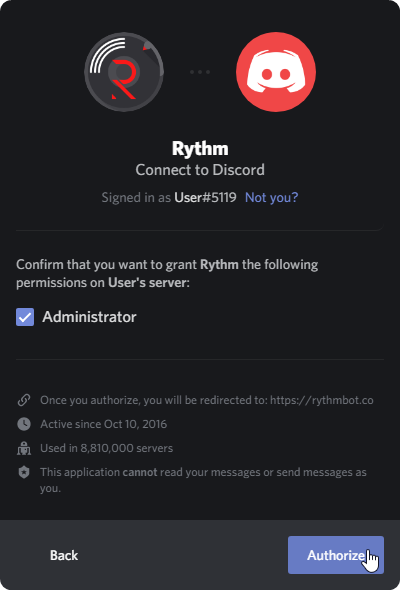 Rythm
Connect to Discord
Signed in as User#5119 Not you?
Confirm that you want to grant Rythm the following
permissions on User's server:
Administrator
Once you authorize, you will be redirected to: https://rythmbot.co
Active since Oct 10, 2016
Used in 8,810,000 servers
This application cannot read your messages or send messages as
you.
Back
Authorize